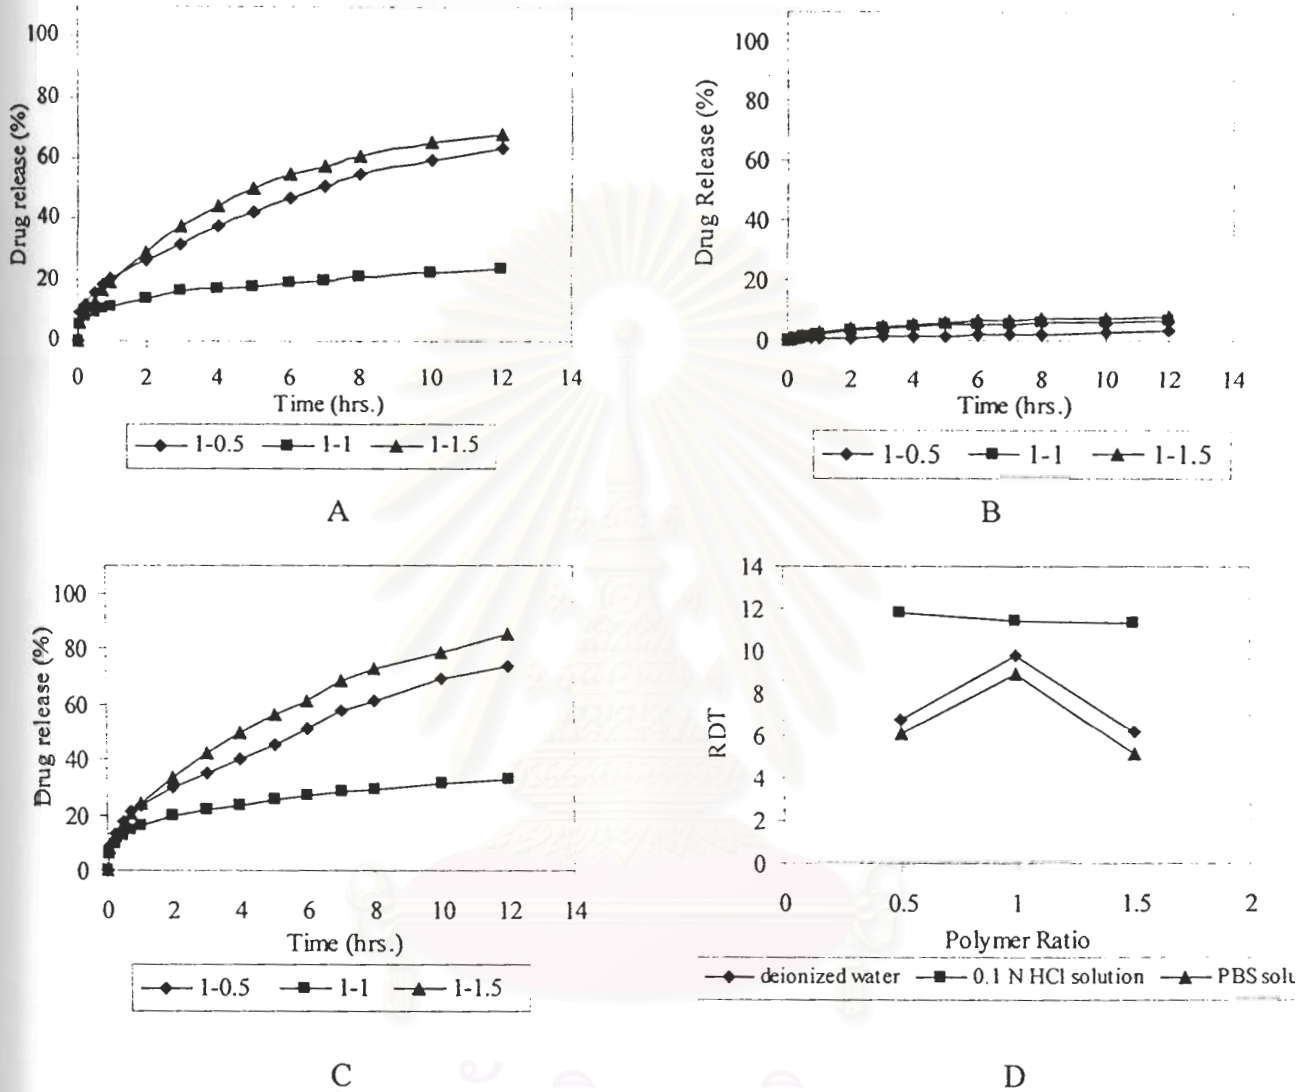 Drug release (%)
100
80
60
40
20
0
0 2 4 6 8 10 12 14
Time (hrs.)
1-0.5 1-1 1-1.5
A
Drug Release (%)
100
80
60
40
20
0
0 2 4 6 8 10 12 14
Time (hrs.)
1-0.5 1-1 1-1.5
B
Drug release (%)
100
80
60
40
20
0
0 2 4 6 8 10 12 14
Time (hrs.)
1-0.5 1-1 1-1.5
C
RDT
14
12
10
8
6
4
2
0
0 0.5 1 1.5 2
Polymer Ratio
deionized water 0.1 N HCl solution PBS solu
D